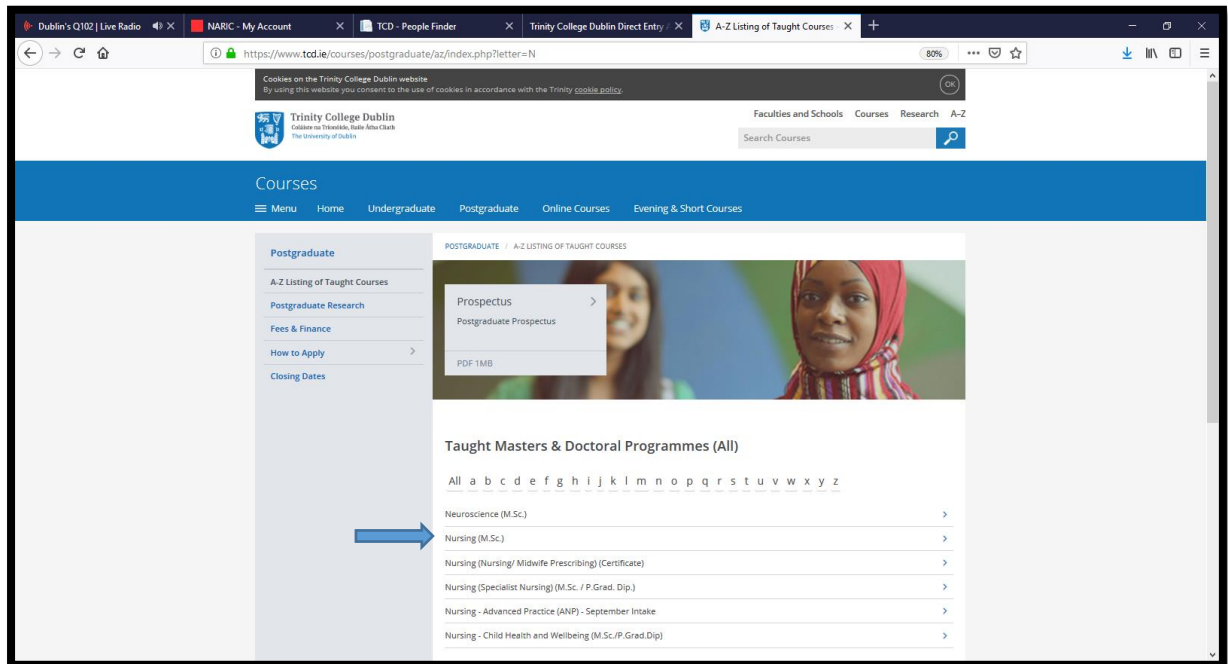 Dublin's Q102 | Live Radio
NARIC - My Account
TCD - People Finder
Trinity College Dublin Direct Entry /
A-Z Listing of Taught Courses -
https://www.tcd.ie/courses/postgraduate/az/index.php?letter=N
80%
Cookies on the Trinity College Dublin website
By using this website you consent to the use of cookies in accordance with the Trinity cookie policy.
OK
Trinity College Dublin
Coláiste na Tríonóide, Baile Átha Cliath
The University of Dublin
Faculties and Schools Courses Research A-Z
Search Courses
Courses
Menu Home Undergraduate Postgraduate Online Courses Evening & Short Courses
Postgraduate
A-Z Listing of Taught Courses
Postgraduate Research
Fees & Finance
How to Apply
Closing Dates
POSTGRADUATE / A-Z LISTING OF TAUGHT COURSES
Prospectus
Postgraduate Prospectus
PDF 1MB
Taught Masters & Doctoral Programmes (All)
All a b c d e f g h i j k l m n o p q r s t u v w x y z
Neuroscience (M.Sc.)
Nursing (M.Sc.)
Nursing (Nursing/ Midwife Prescribing) (Certificate)
Nursing (Specialist Nursing) (M.Sc. / P.Grad. Dip.)
Nursing - Advanced Practice (ANP) - September Intake
Nursing - Child Health and Wellbeing (M.Sc./P.Grad.Dip)